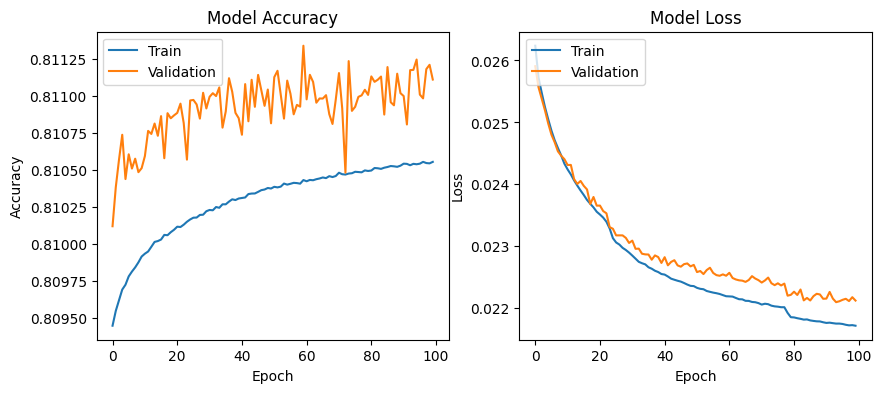 Model Accuracy
Train
Validation
0.81125
0.81100
0.81075
0.81050
0.81025
0.81000
0.80975
0.80950
Accuracy
0 20 40 60 80 100
Epoch
Model Loss
Train
Validation
0.026
0.025
0.024
0.023
0.022
Loss
0 20 40 60 80 100
Epoch